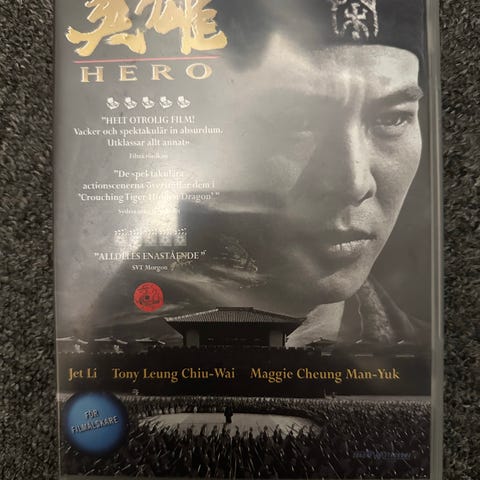 英雄
HERO
"HELT OTROLIG FILM!
Vacker och spektakulär in absurdum.
Utklassar allt annat»
"De spektakulära
actionscenerna överträffar dem i
'Crouching Tiger Hidden Dragon'"
"ALLDELES ENASTÅENDE"
SVT Morgon
Jet Li Tony Leung Chiu-Wai Maggie Cheung Man-Yuk
FÖR
FILMÄLSKARE